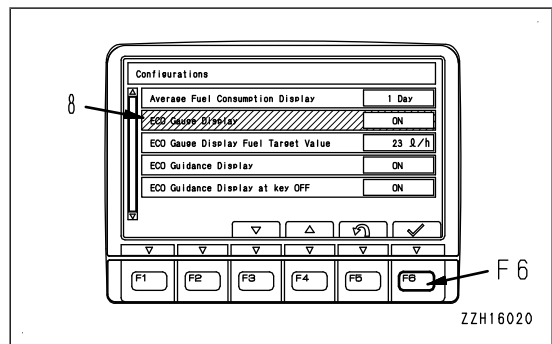 Configurations
Average Fuel Consumption Display 1 Day
8
ECO Gauge Display ON
ECO Gauge Display Fuel Target Value 23 ℓ/h
ECO Guidance Display ON
ECO Guidance Display at key OFF ON
F1 F2 F3 F4 F5 F6
F6
ZZH16020